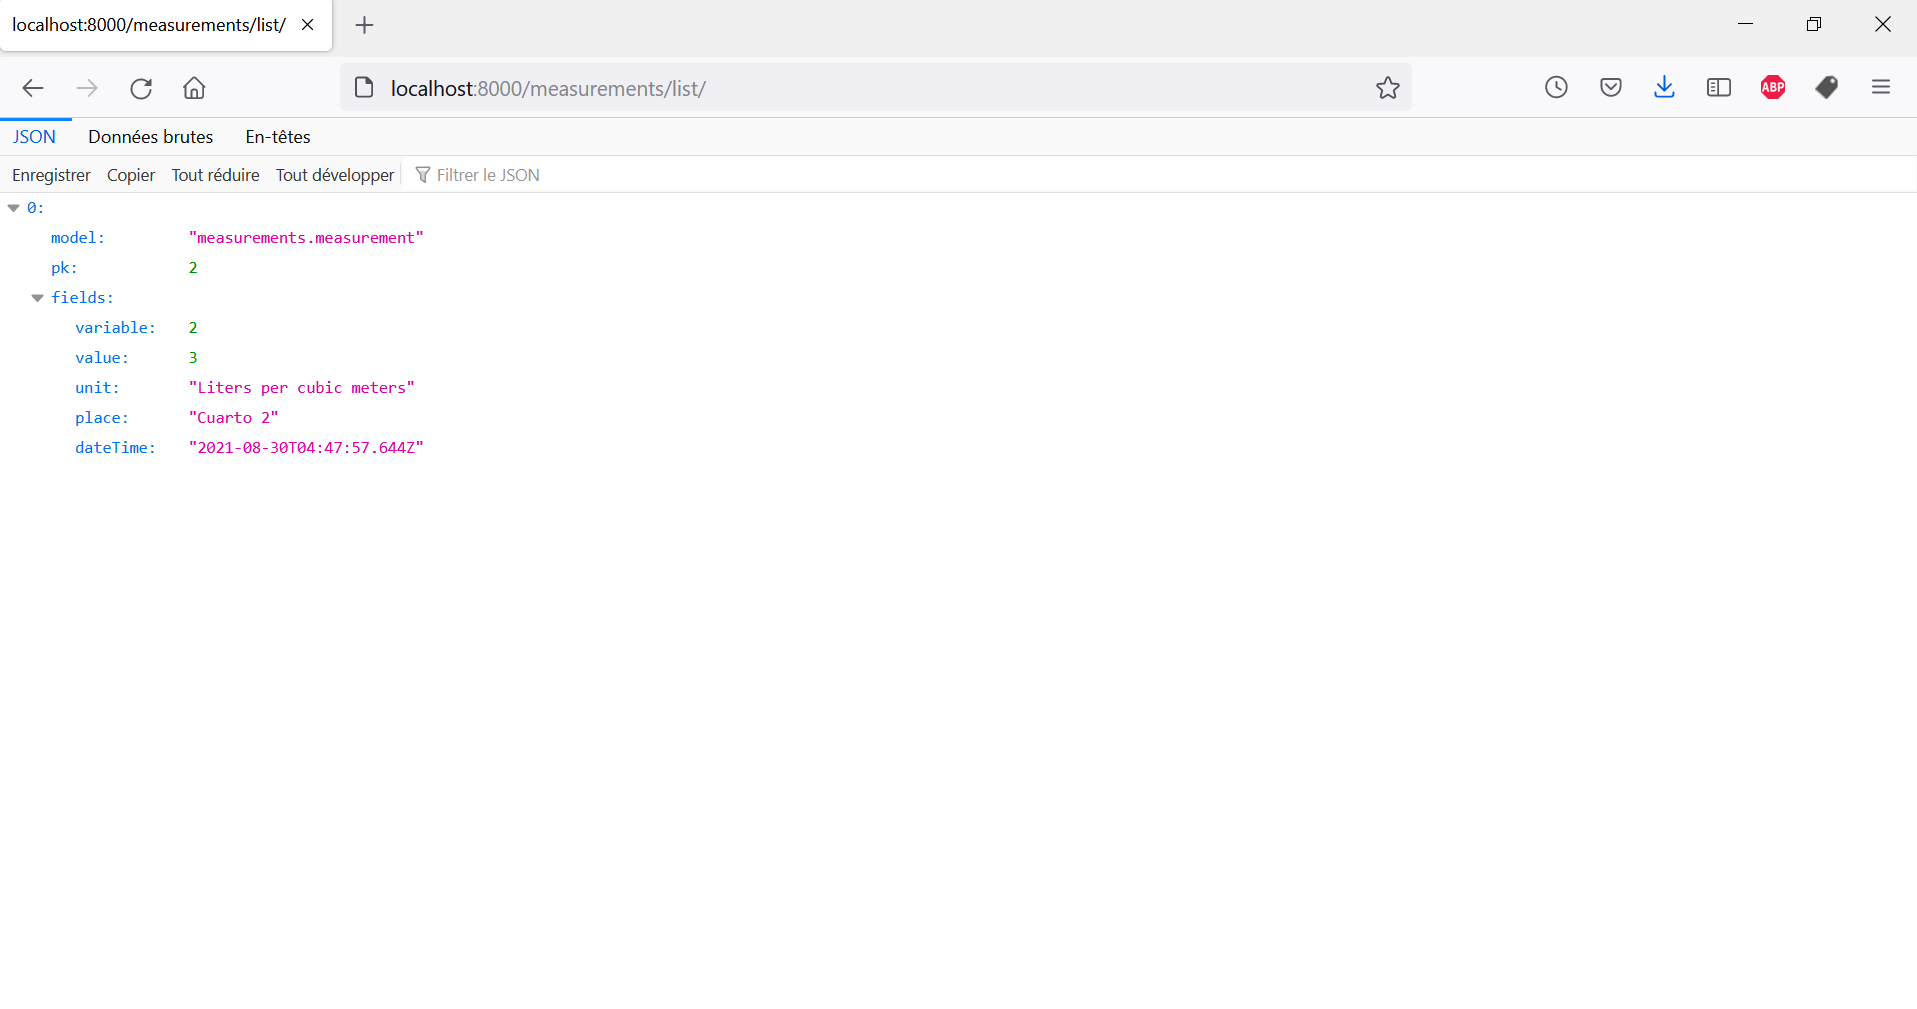 localhost:8000/measurements/list/
localhost:8000/measurements/list/
ABP
JSON Données brutes En-têtes
Enregistrer Copier Tout réduire Tout développer Filtrer le JSON
0:
model: "measurements.measurement"
pk: 2
fields:
variable: 2
value: 3
unit: "Liters per cubic meters"
place: "Cuarto 2"
dateTime: "2021-08-30T04:47:57.644Z"